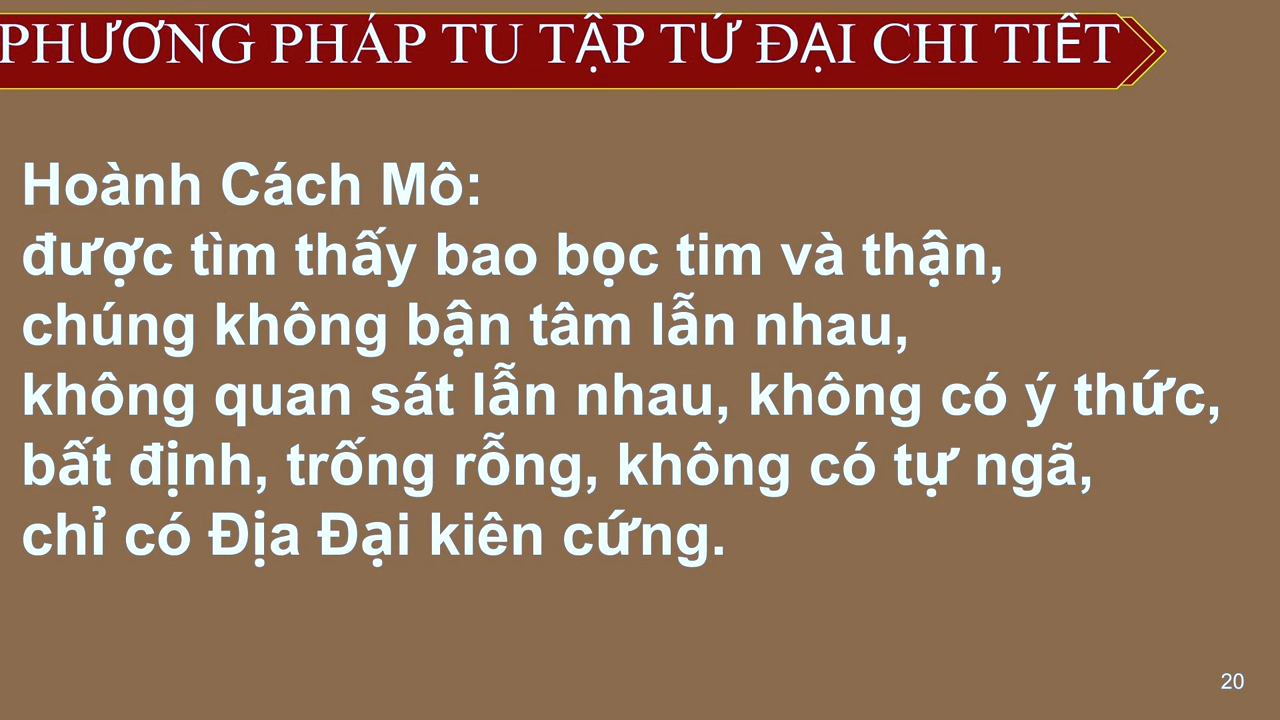 PHƯƠNG PHÁP TU TẬP TỨ ĐẠI CHI TIẾT
Hoành Cách Mô:
được tìm thấy bao bọc tim và thận,
chúng không bận tâm lẫn nhau,
không quan sát lẫn nhau, không có ý thức,
bất định, trống rỗng, không có tự ngã,
chỉ có Địa Đại kiên cứng.
20